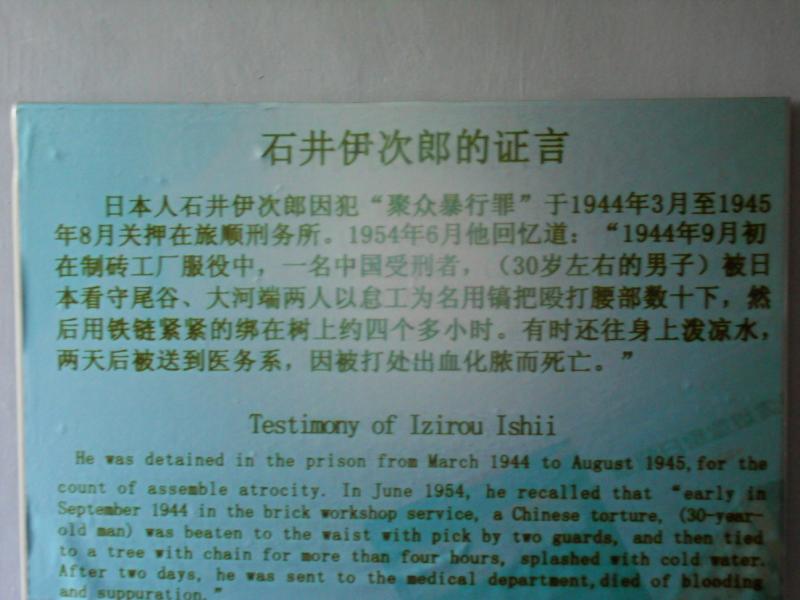 石井伊次郎的证言
日本人石井伊次郎因犯“聚众暴行罪”于1944年3月至1945
年8月关押在旅顺刑务所。1954年6月他回忆道：“1944年9月初
在制砖工厂服役中，一名中国受刑者，（30岁左右的男子）被日
本看守尾谷、大河端两人以怠工为名用镐把殴打腰部数十下，然
后用铁链紧紧的绑在树上约四个多小时。有时还往身上泼凉水，
两天后被送到医务系，因被打处出血化脓而死亡。”
Testimony of Izirou Ishii
He was detained in the prison from March 1944 to August 1945, for the
count of assemble atrocity. In June 1954, he recalled that “early in
September 1944 in the brick workshop service, a Chinese torture, (30-year-
old man) was beaten to the waist with pick by two guards, and then tied
to a tree with chain for more than four hours, splashed with cold water.
After two days, he was sent to the medical department, died of blooding
and suppuration.”